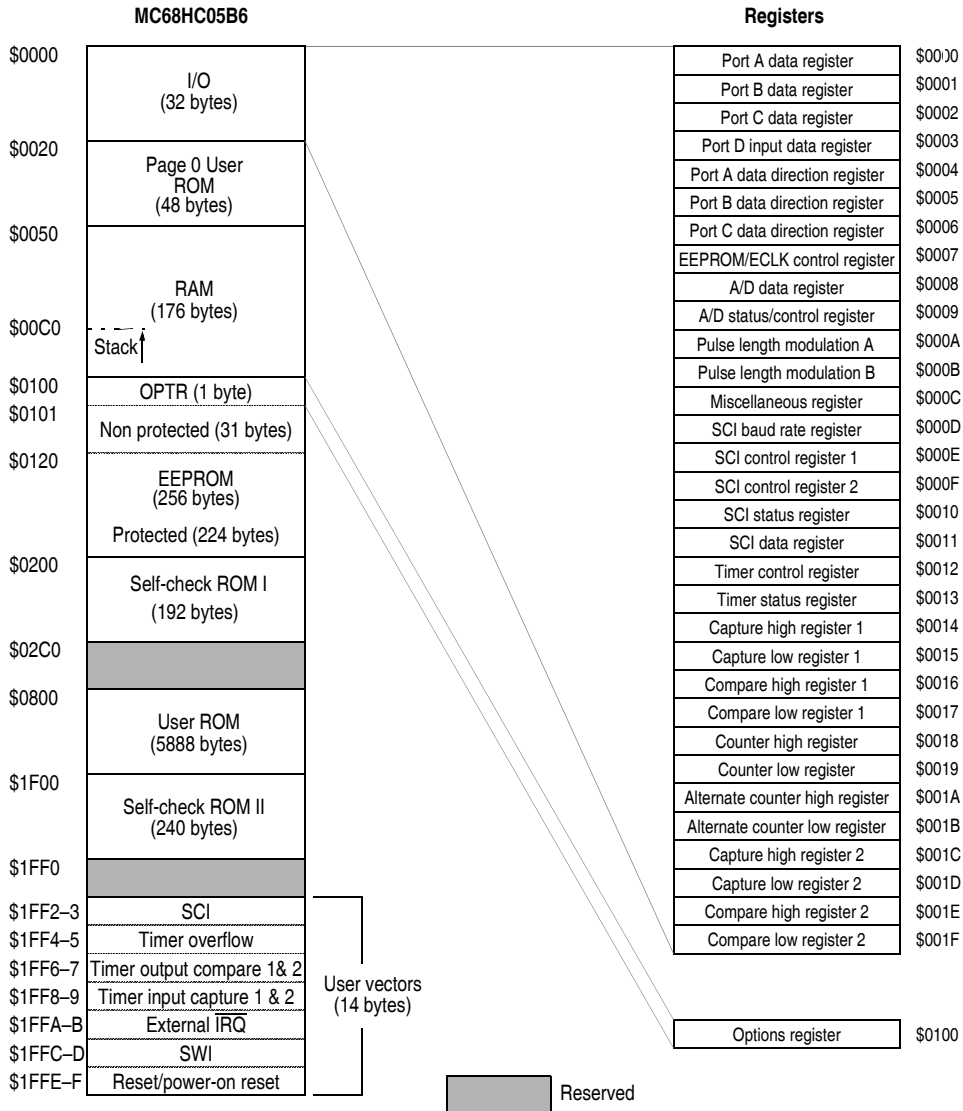 MC68HC05B6
$0000
I/O
(32 bytes)
$0020
Page 0 User
ROM
(48 bytes)
$0050
RAM
(176 bytes)
$00C0
Stack
$0100
OPTR (1 byte)
$0101
Non protected (31 bytes)
$0120
EEPROM
(256 bytes)
Protected (224 bytes)
$0200
Self-check ROM I
(192 bytes)
$02C0
$0800
User ROM
(5888 bytes)
$1F00
Self-check ROM II
(240 bytes)
$1FF0
$1FF2–3 SCI
$1FF4–5 Timer overflow
$1FF6–7 Timer output compare 1& 2
$1FF8–9 Timer input capture 1 & 2
$1FFA–B External IRQ
$1FFC–D SWI
$1FFE–F Reset/power-on reset
User vectors
(14 bytes)
Reserved
Registers
Port A data register $0000
Port B data register $0001
Port C data register $0002
Port D input data register $0003
Port A data direction register $0004
Port B data direction register $0005
Port C data direction register $0006
EEPROM/ECLK control register $0007
A/D data register $0008
A/D status/control register $0009
Pulse length modulation A $000A
Pulse length modulation B $000B
Miscellaneous register $000C
SCI baud rate register $000D
SCI control register 1 $000E
SCI control register 2 $000F
SCI status register $0010
SCI data register $0011
Timer control register $0012
Timer status register $0013
Capture high register 1 $0014
Capture low register 1 $0015
Compare high register 1 $0016
Compare low register 1 $0017
Counter high register $0018
Counter low register $0019
Alternate counter high register $001A
Alternate counter low register $001B
Capture high register 2 $001C
Capture low register 2 $001D
Compare high register 2 $001E
Compare low register 2 $001F
Options register $0100